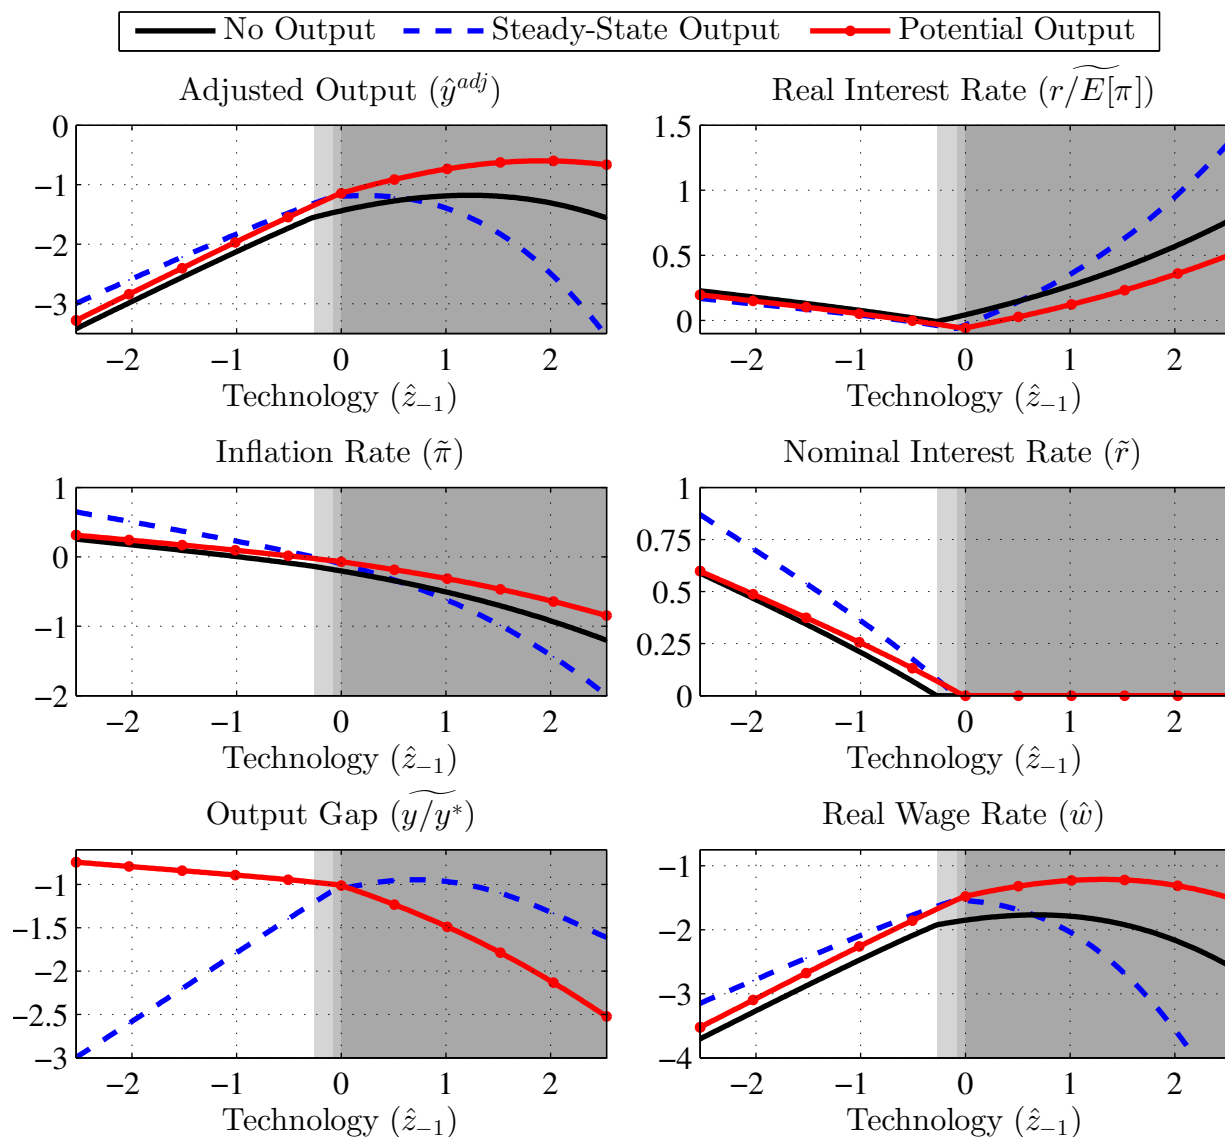 No Output Steady-State Output Potential Output
Adjusted Output (ŷ^{adj})
0
−1
−2
−3
−2 −1 0 1 2
Technology (ẑ₋₁)
Real Interest Rate (r/E[π])
1.5
1
0.5
0
−2 −1 0 1 2
Technology (ẑ₋₁)
Inflation Rate (π̃)
1
0
−1
−2
−2 −1 0 1 2
Technology (ẑ₋₁)
Nominal Interest Rate (r̃)
1
0.75
0.5
0.25
0
−2 −1 0 1 2
Technology (ẑ₋₁)
Output Gap (y/y*)
−1
−1.5
−2
−2.5
−3
−2 −1 0 1 2
Technology (ẑ₋₁)
Real Wage Rate (ŵ)
−1
−2
−3
−4
−2 −1 0 1 2
Technology (ẑ₋₁)